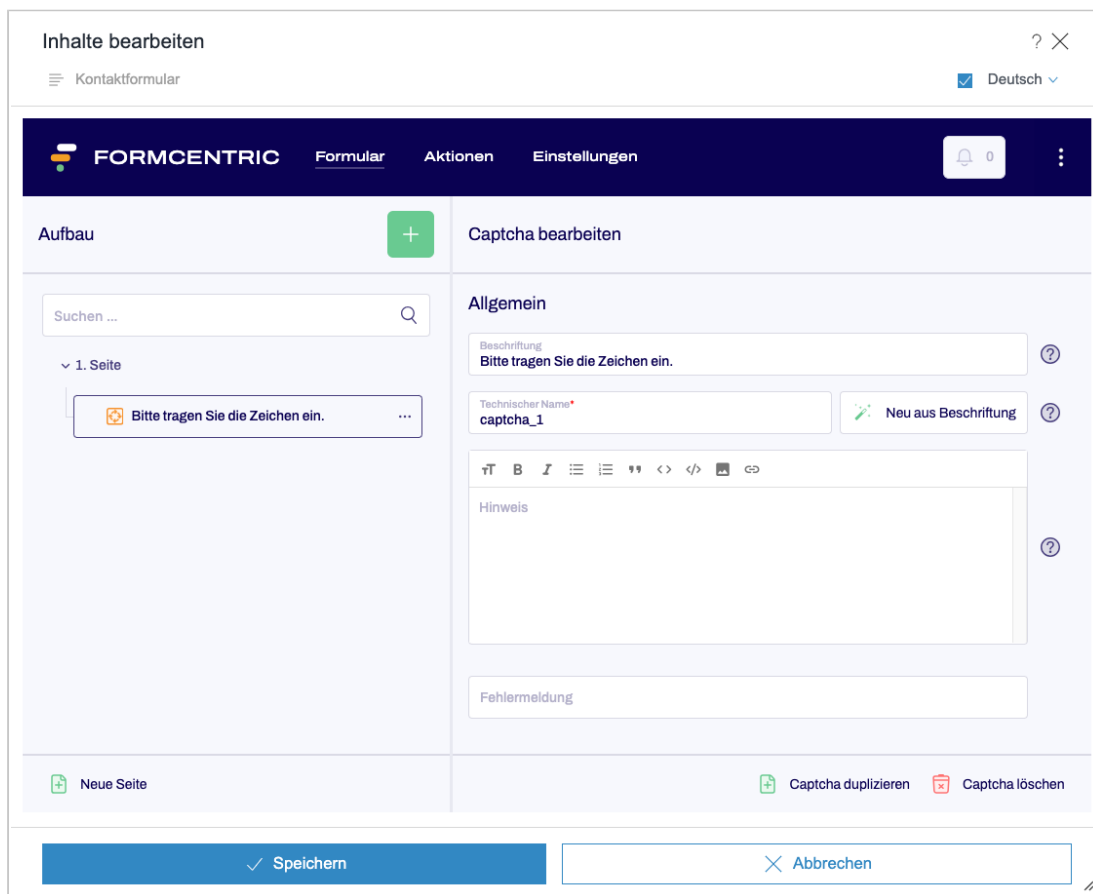 Inhalte bearbeiten
?
Kontaktformular
Deutsch
FORMCENTRIC
Formular
Aktionen
Einstellungen
0
Aufbau
+
Captcha bearbeiten
Suchen ...
1. Seite
Bitte tragen Sie die Zeichen ein.
...
Allgemein
Beschriftung
Bitte tragen Sie die Zeichen ein.
?
Technischer Name*
captcha_1
Neu aus Beschriftung
?
TT B I
Hinweis
?
Fehlermeldung
Neue Seite
Captcha duplizieren
Captcha löschen
Speichern
Abbrechen